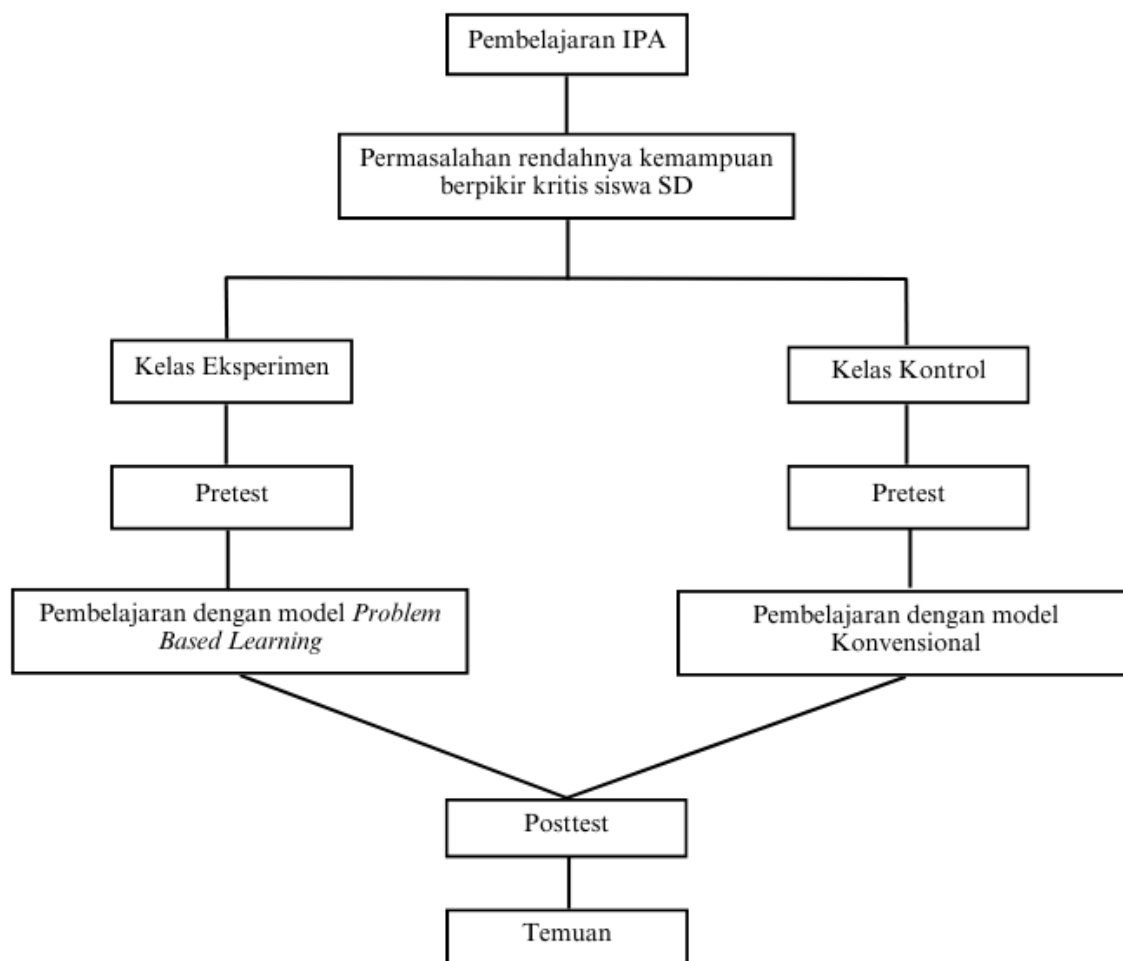 Pembelajaran IPA
Permasalahan rendahnya kemampuan
berpikir kritis siswa SD
Kelas Eksperimen
Kelas Kontrol
Pretest
Pretest
Pembelajaran dengan model Problem
Based Learning
Pembelajaran dengan model
Konvensional
Posttest
Temuan